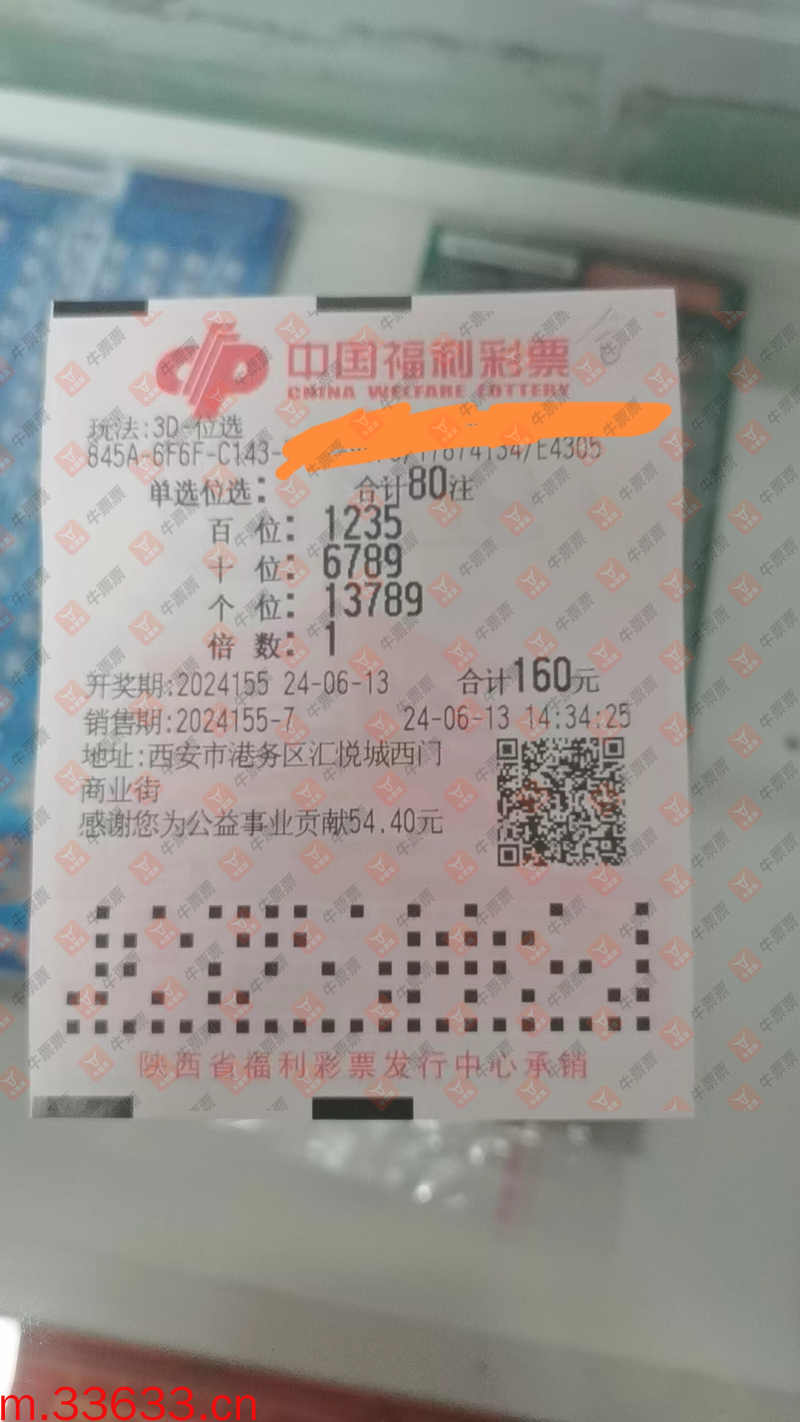 中国福利彩票
CHINA WELFARE LOTTERY
玩法:3D-位选
845A-6F6F-C143- /17874134/E4305
单选位选: 合计80注
百 位: 1235
十 位: 6789
个 位: 13789
倍 数: 1
开奖期:2024155 24-06-13 合计160元
销售期:2024155-7 24-06-13 14:34:25
地址:西安市港务区汇悦城西门
商业街
感谢您为公益事业贡献54.40元
陕西省福利彩票发行中心承销
牛票票
m.33633.cn